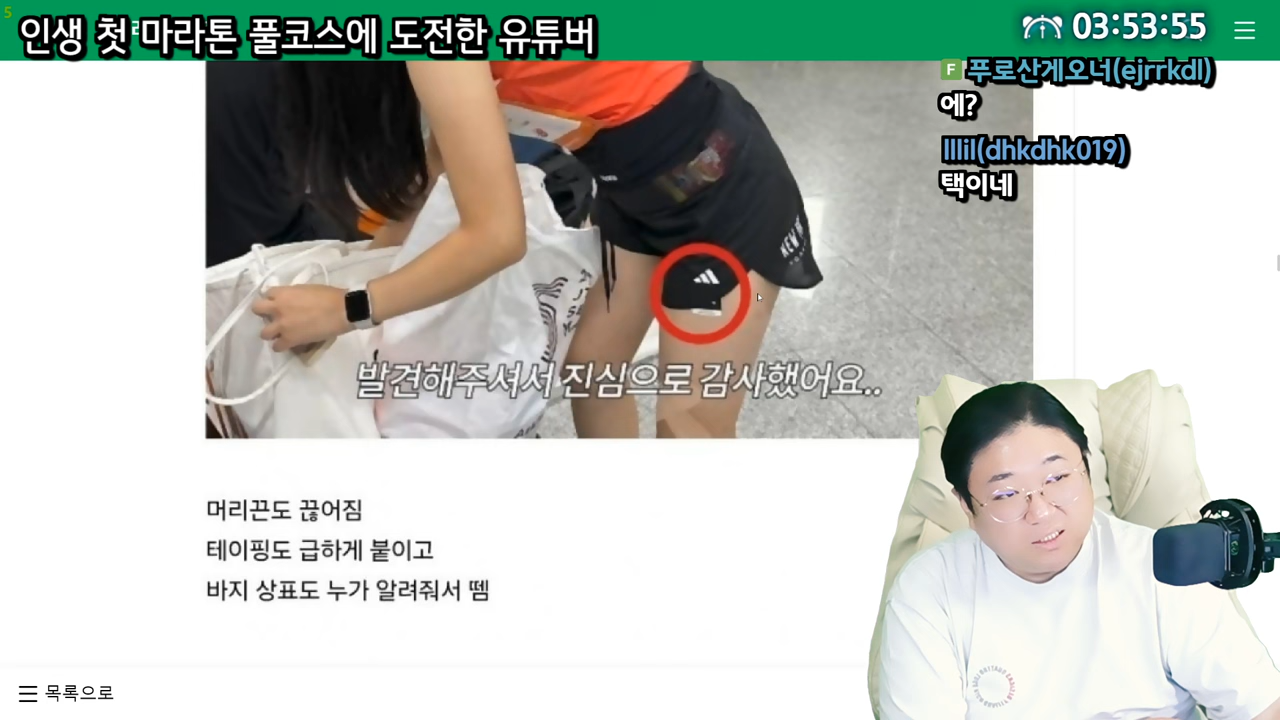 5
인생 첫 마라톤 풀코스에 도전한 유튜버
03:53:55
F 푸로산게오너(ejrrkdl)
에?
lllil(dhkdhk019)
택이네
NEW
발견해주셔서 진심으로 감사했어요..
머리끈도 끊어짐
테이핑도 급하게 붙이고
바지 상표도 누가 알려줘서 뗌
목록으로